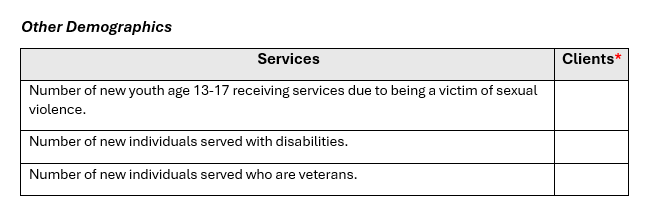 Other Demographics
Services Clients*
Number of new youth age 13-17 receiving services due to being a victim of sexual
violence.
Number of new individuals served with disabilities.
Number of new individuals served who are veterans.